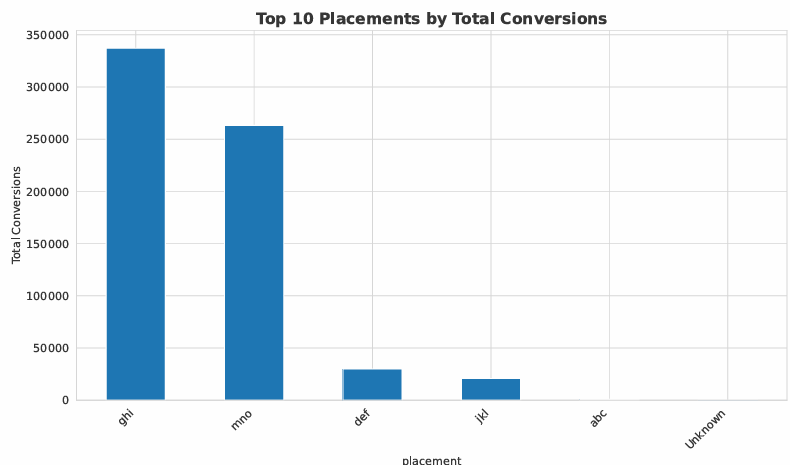 Top 10 Placements by Total Conversions
350000
300000
250000
200000
150000
100000
50000
0
Total Conversions
ghi
mno
def
jkl
abc
Unknown
placement